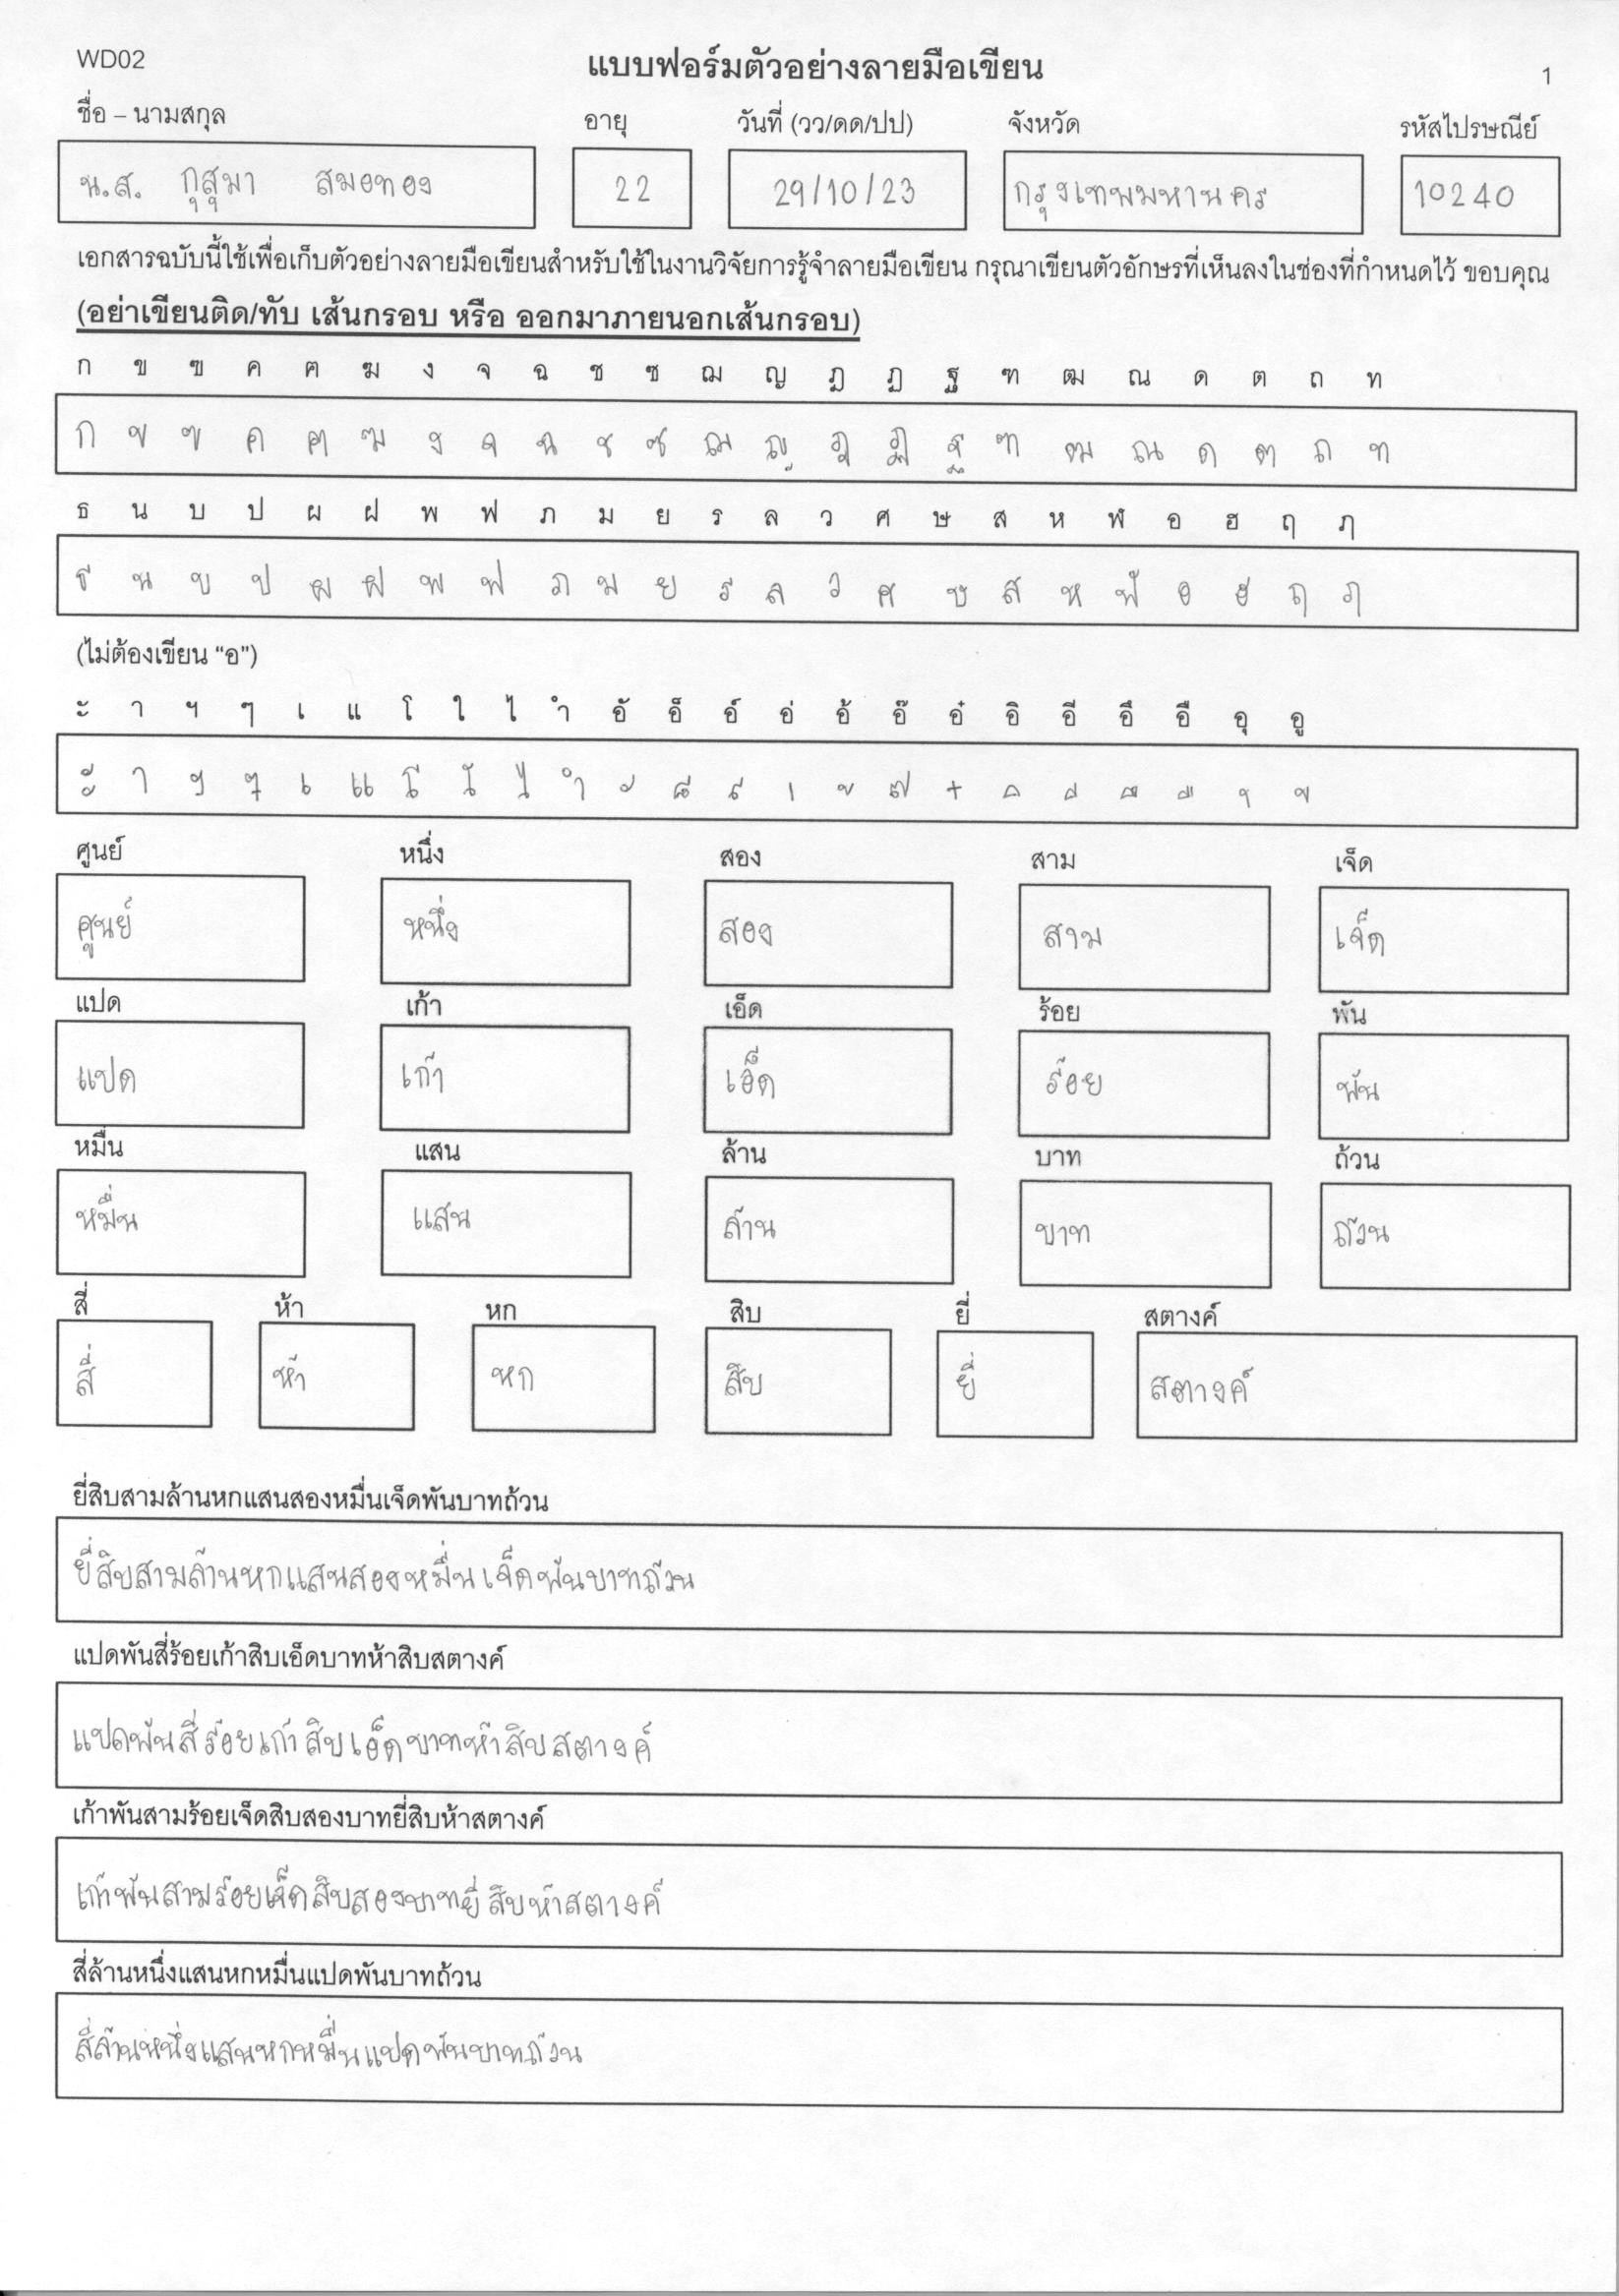 WD02
แบบฟอร์มตัวอย่างลายมือเขียน
1
ชื่อ – นามสกุล อายุ วันที่ (วว/ดด/ปป) จังหวัด รหัสไปรษณีย์
น.ส. กุสุมา สมอทอง 22 29/10/23 กรุงเทพมหานคร 10240
เอกสารฉบับนี้ใช้เพื่อเก็บตัวอย่างลายมือเขียนสำหรับใช้ในงานวิจัยการรู้จำลายมือเขียน กรุณาเขียนตัวอักษรที่เห็นลงในช่องที่กำหนดไว้ ขอบคุณ
(อย่าเขียนติด/ทับ เส้นกรอบ หรือ ออกมาภายนอกเส้นกรอบ)
ก ข ฃ ค ฅ ฆ ง จ ฉ ช ซ ฌ ญ ฎ ฏ ฐ ฑ ฒ ณ ด ต ถ ท
ก ข ฃ ค ฅ ฆ ง จ ฉ ช ซ ฌ ญ ฎ ฏ ฐ ฑ ฒ ณ ด ต ถ ท
ธ น บ ป ผ ฝ พ ฟ ภ ม ย ร ล ว ศ ษ ส ห ฬ อ ฮ ฤ ฦ
ธ น บ ป ผ ฝ พ ฟ ภ ม ย ร ล ว ศ ษ ส ห ฬ อ ฮ ฤ ฦ
(ไม่ต้องเขียน “อ”)
ะ า ฯ ๆ เ แ โ ใ ไ ำ อั อ็ อ์ อ่ อ้ อ๊ อ๋ อิ อี อึ อื อุ อู
ะ า ฯ ๆ เ แ โ ใ ไ ำ ั ็ ์ ่ ้ ๊ ๋ ิ ี ึ ื ุ ู
ศูนย์ หนึ่ง สอง สาม เจ็ด
ศูนย์ หนึ่ง สอง สาม เจ็ด
แปด เก้า เอ็ด ร้อย พัน
แปด เก้า เอ็ด ร้อย พัน
หมื่น แสน ล้าน บาท ถ้วน
หมื่น แสน ล้าน บาท ถ้วน
สี่ ห้า หก สิบ ยี่ สตางค์
สี่ ห้า หก สิบ ยี่ สตางค์
ยี่สิบสามล้านหกแสนสองหมื่นเจ็ดพันบาทถ้วน
ยี่สิบสามล้านหกแสนสองหมื่นเจ็ดพันบาทถ้วน
แปดพันสี่ร้อยเก้าสิบเอ็ดบาทห้าสิบสตางค์
แปดพันสี่ร้อยเก้าสิบเอ็ดบาทห้าสิบสตางค์
เก้าพันสามร้อยเจ็ดสิบสองบาทยี่สิบห้าสตางค์
เก้าพันสามร้อยเจ็ดสิบสองบาทยี่สิบห้าสตางค์
สี่ล้านหนึ่งแสนหกหมื่นแปดพันบาทถ้วน
สี่ล้านหนึ่งแสนหกหมื่นแปดพันบาทถ้วน